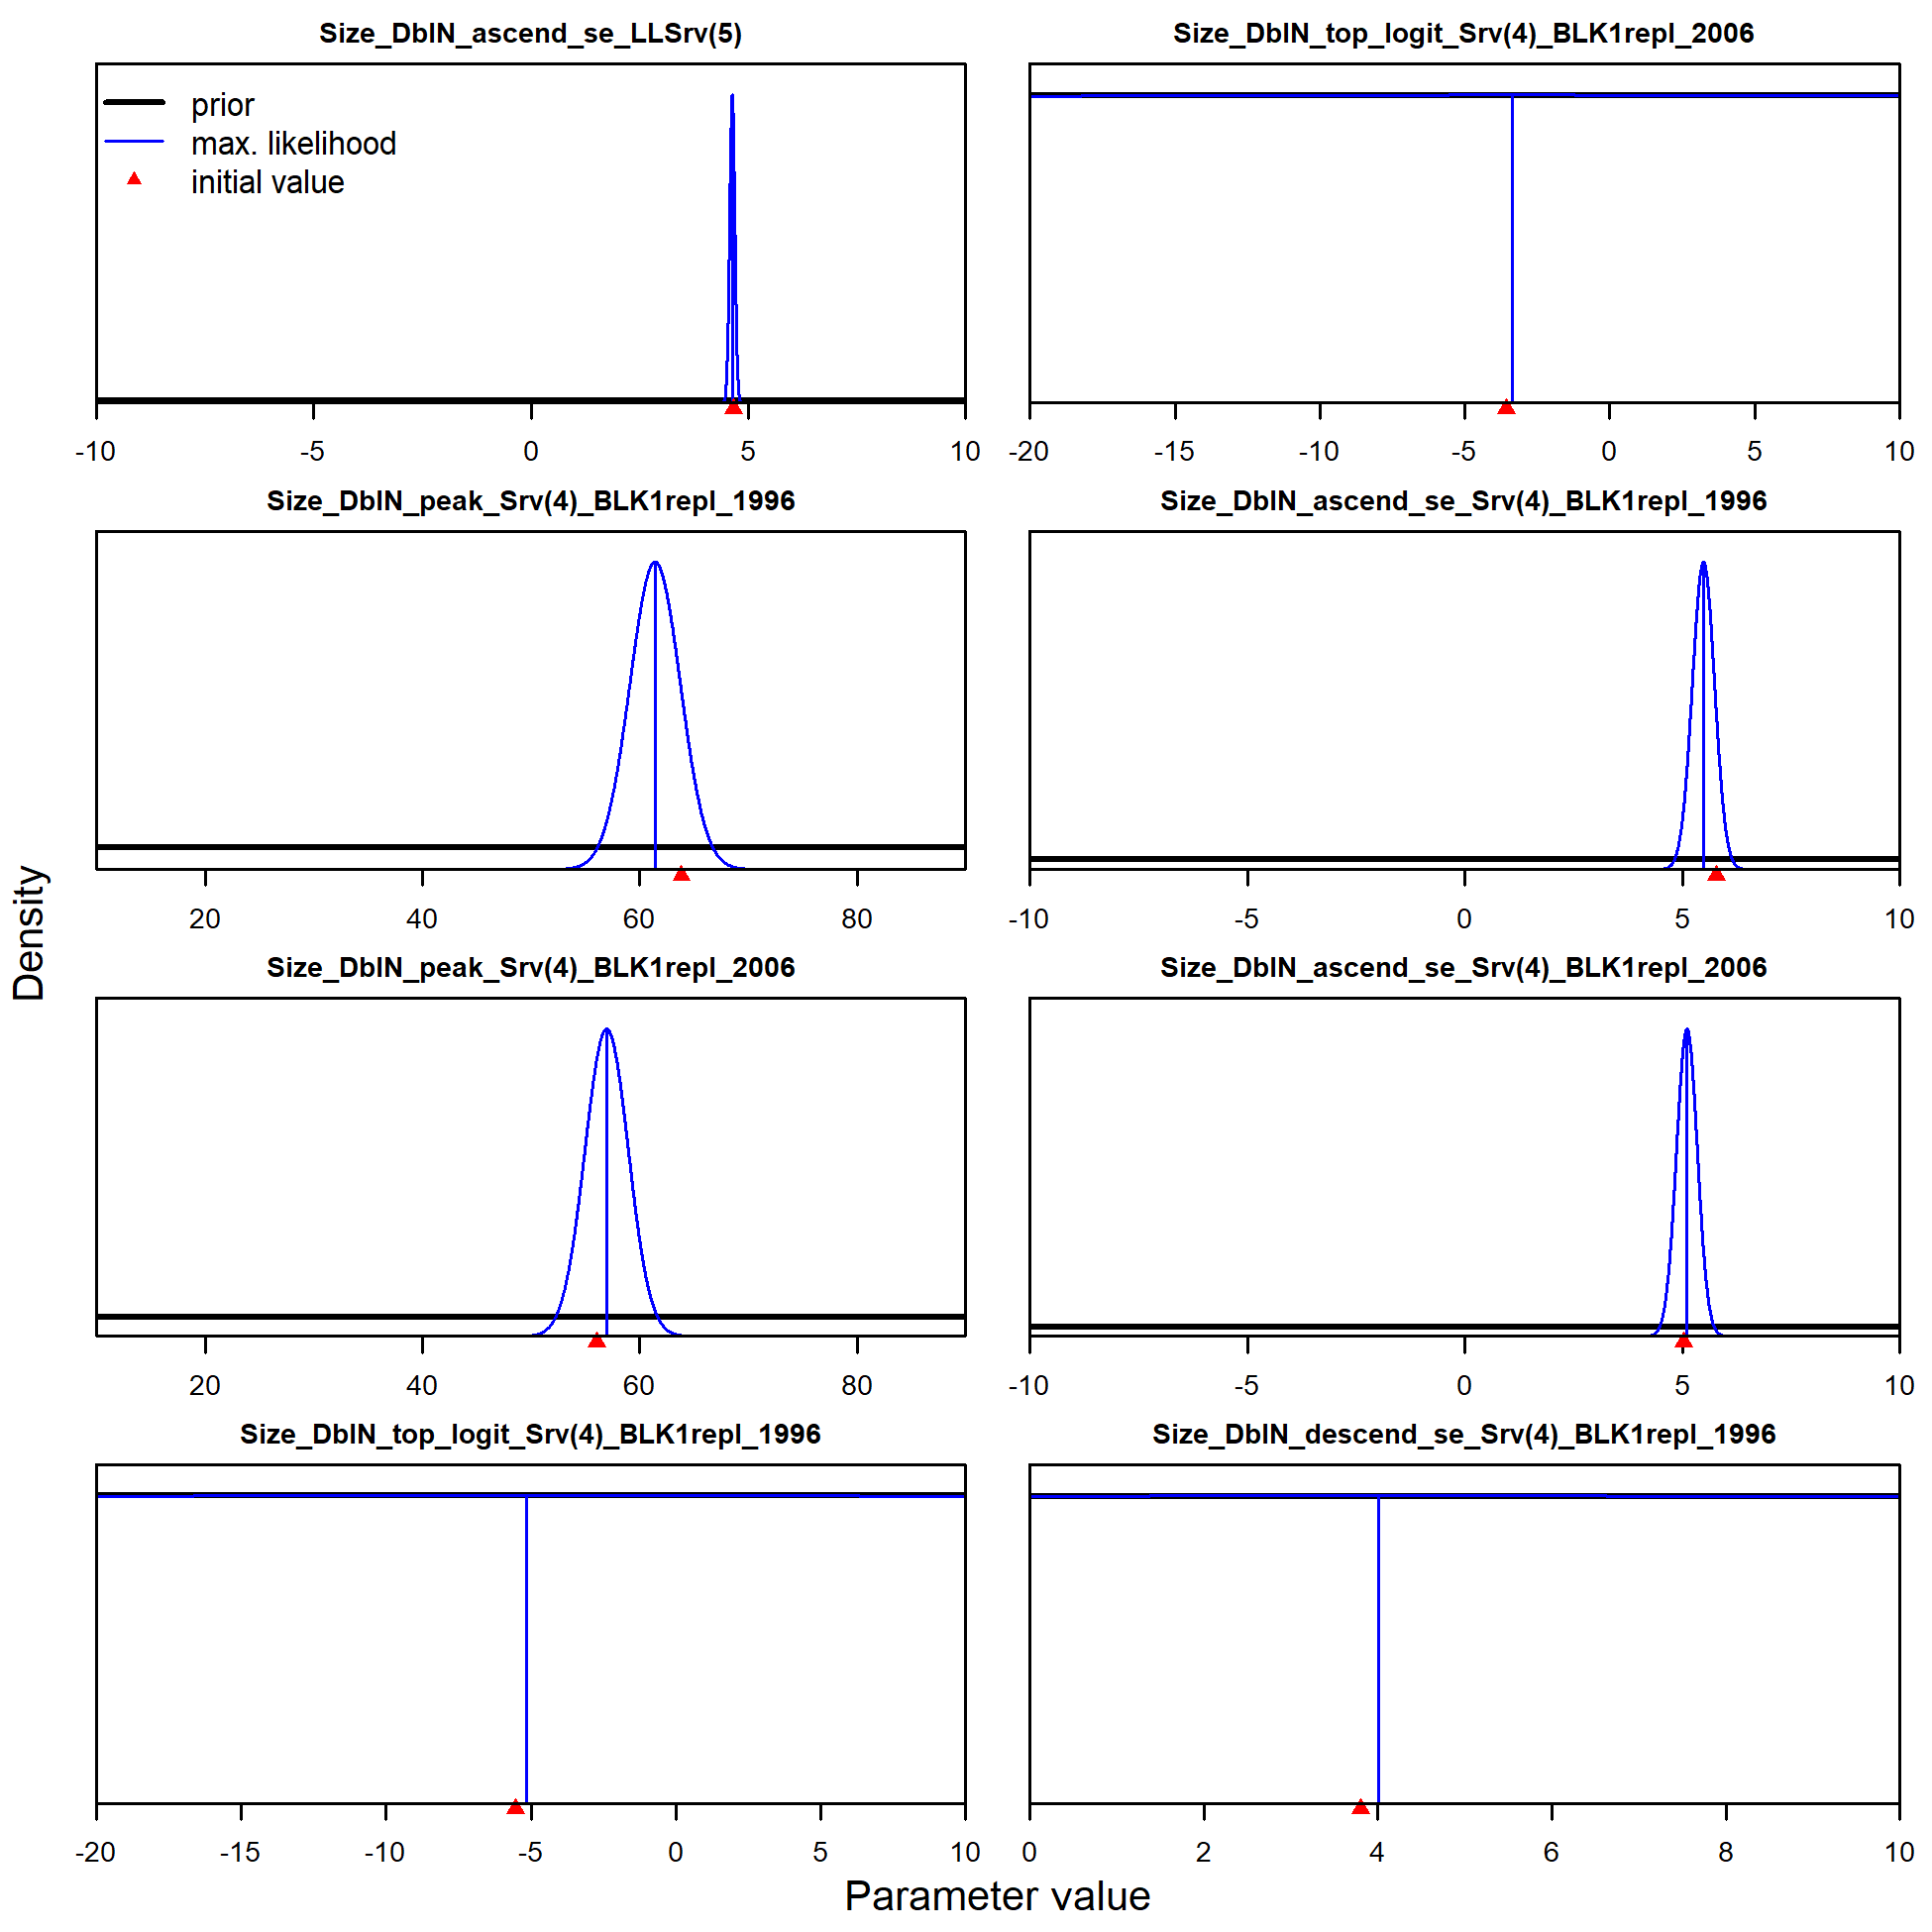 Size_DblN_ascend_se_LLSrv(5)
prior
max. likelihood
initial value
-10 -5 0 5 10
Size_DblN_top_logit_Srv(4)_BLK1repl_2006
-20 -15 -10 -5 0 5 10
Size_DblN_peak_Srv(4)_BLK1repl_1996
20 40 60 80
Size_DblN_ascend_se_Srv(4)_BLK1repl_1996
-10 -5 0 5 10
Density
Size_DblN_peak_Srv(4)_BLK1repl_2006
20 40 60 80
Size_DblN_ascend_se_Srv(4)_BLK1repl_2006
-10 -5 0 5 10
Size_DblN_top_logit_Srv(4)_BLK1repl_1996
-20 -15 -10 -5 0 5 10
Size_DblN_descend_se_Srv(4)_BLK1repl_1996
0 2 4 6 8 10
Parameter value